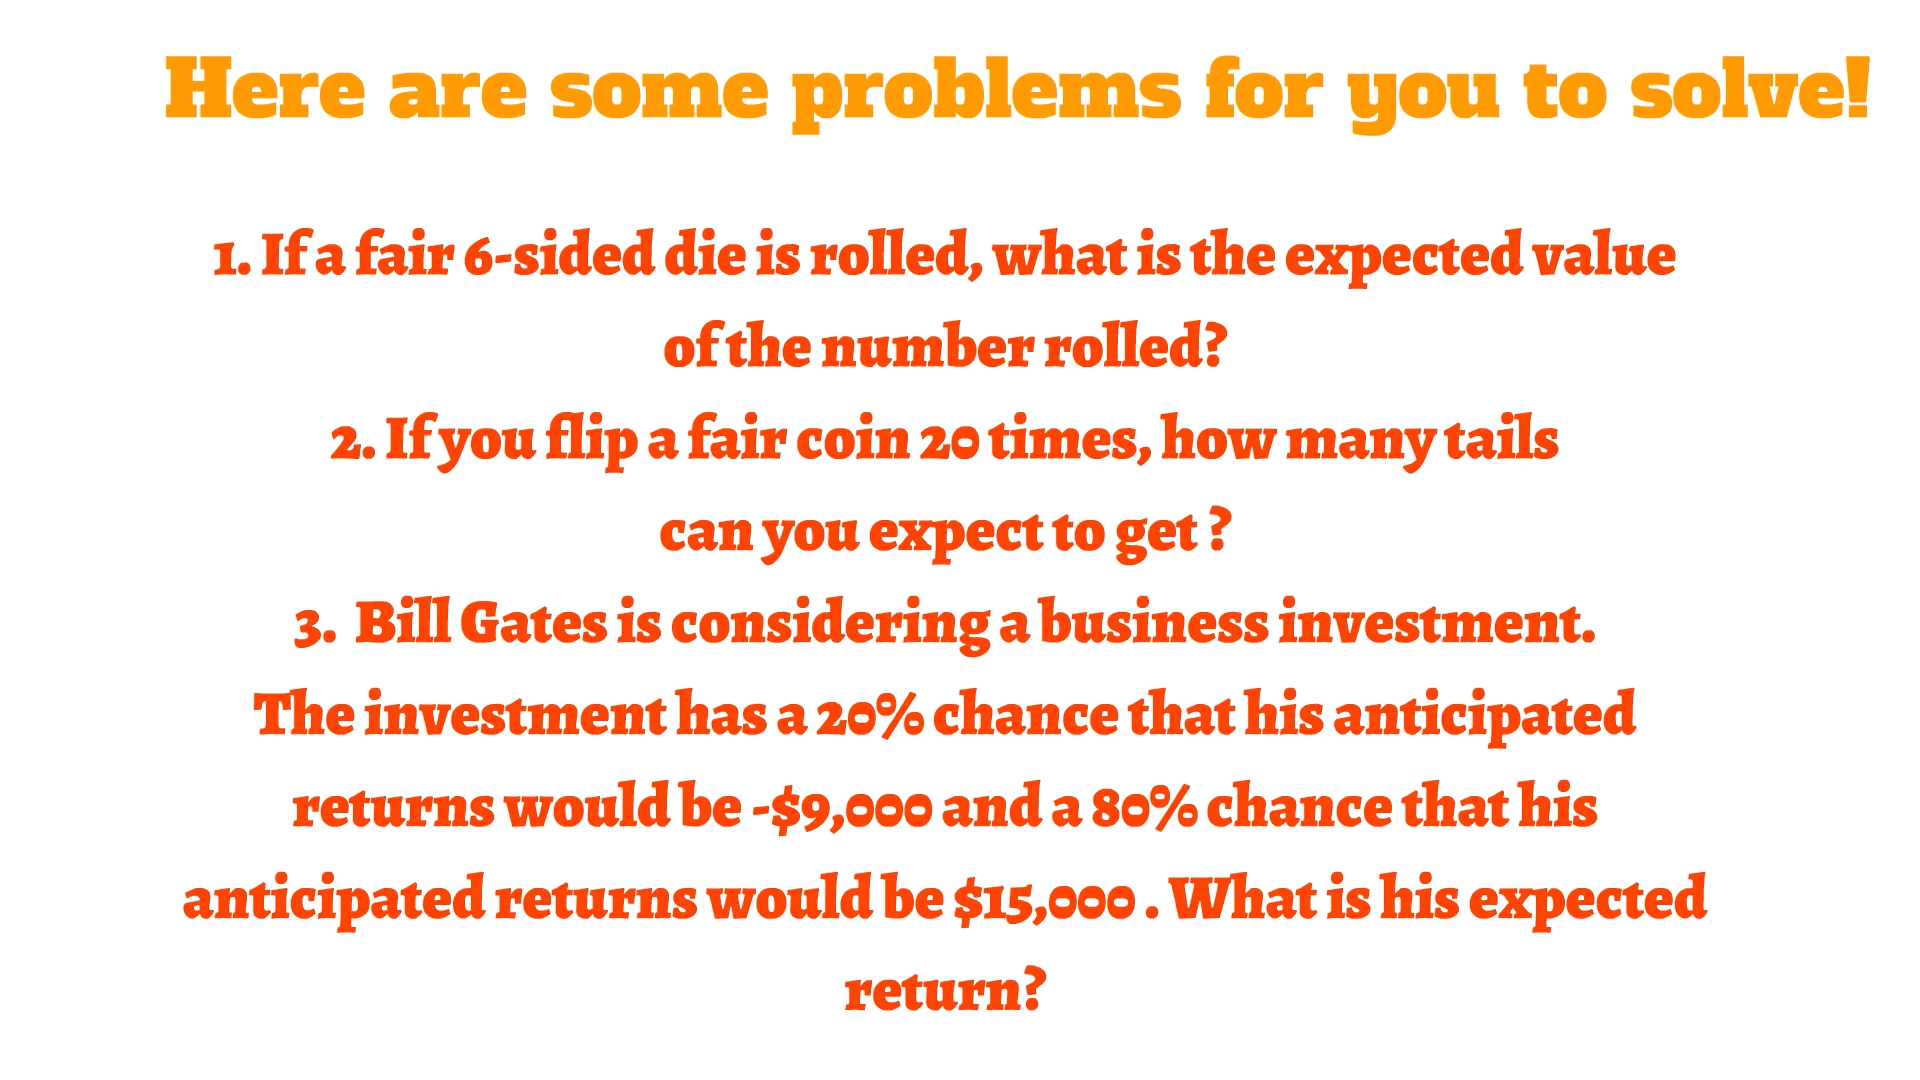 Here are some problems for you to solve!
1. If a fair 6-sided die is rolled, what is the expected value
of the number rolled?
2. If you flip a fair coin 20 times, how many tails
can you expect to get ?
3. Bill Gates is considering a business investment.
The investment has a 20% chance that his anticipated
returns would be -$9,000 and a 80% chance that his
anticipated returns would be $15,000 . What is his expected
return?